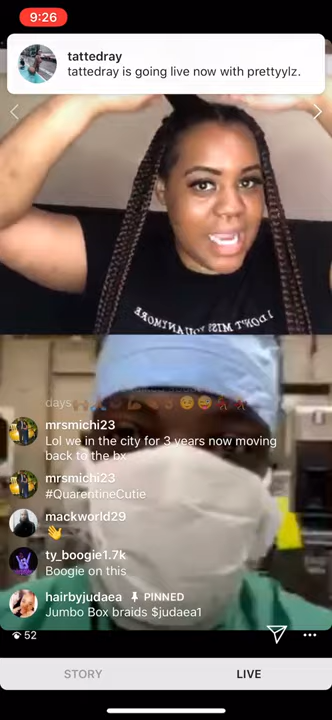 9:26
tattedray
tattedray is going live now with prettyylz.
I DON'T MISS YOU ANYMORE
days
mrsmichi23
Lol we in the city for 3 years now moving
back to the bx
mrsmichi23
#QuarentineCutie
mackworld29
ty_boogie1.7k
Boogie on this
hairbyjudaea PINNED
Jumbo Box braids $judaea1
52
STORY LIVE